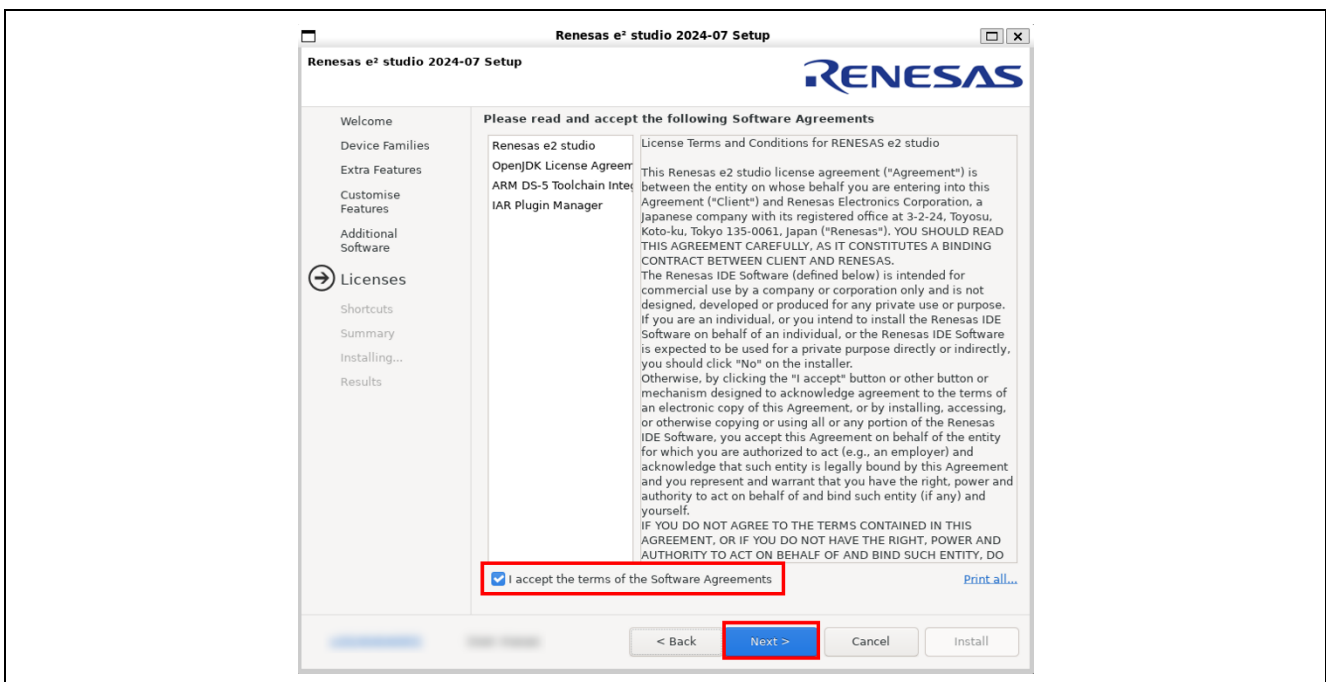 Renesas e² studio 2024-07 Setup
Renesas e² studio 2024-07 Setup
RENESAS
Welcome
Device Families
Extra Features
Customise
Features
Additional
Software
Licenses
Shortcuts
Summary
Installing...
Results
Please read and accept the following Software Agreements
Renesas e2 studio
OpenJDK License Agreem
ARM DS-5 Toolchain Integ
IAR Plugin Manager
License Terms and Conditions for RENESAS e2 studio
This Renesas e2 studio license agreement ("Agreement") is
between the entity on whose behalf you are entering into this
Agreement ("Client") and Renesas Electronics Corporation, a
Japanese company with its registered office at 3-2-24, Toyosu,
Koto-ku, Tokyo 135-0061, Japan ("Renesas"). YOU SHOULD READ
THIS AGREEMENT CAREFULLY, AS IT CONSTITUTES A BINDING
CONTRACT BETWEEN CLIENT AND RENESAS.
The Renesas IDE Software (defined below) is intended for
commercial use by a company or corporation only and is not
designed, developed or produced for any private use or purpose.
If you are an individual, or you intend to install the Renesas IDE
Software on behalf of an individual, or the Renesas IDE Software
is expected to be used for a private purpose directly or indirectly,
you should click "No" on the installer.
Otherwise, by clicking the "I accept" button or other button or
mechanism designed to acknowledge agreement to the terms of
an electronic copy of this Agreement, or by installing, accessing,
or otherwise copying or using all or any portion of the Renesas
IDE Software, you accept this Agreement on behalf of the entity
for which you are authorized to act (e.g., an employer) and
acknowledge that such entity is legally bound by this Agreement
and you represent and warrant that you have the right, power and
authority to act on behalf of and bind such entity (if any) and
yourself.
IF YOU DO NOT AGREE TO THE TERMS CONTAINED IN THIS
AGREEMENT, OR IF YOU DO NOT HAVE THE RIGHT, POWER AND
AUTHORITY TO ACT ON BEHALF OF AND BIND SUCH ENTITY, DO
I accept the terms of the Software Agreements
Print all...
< Back
Next >
Cancel
Install